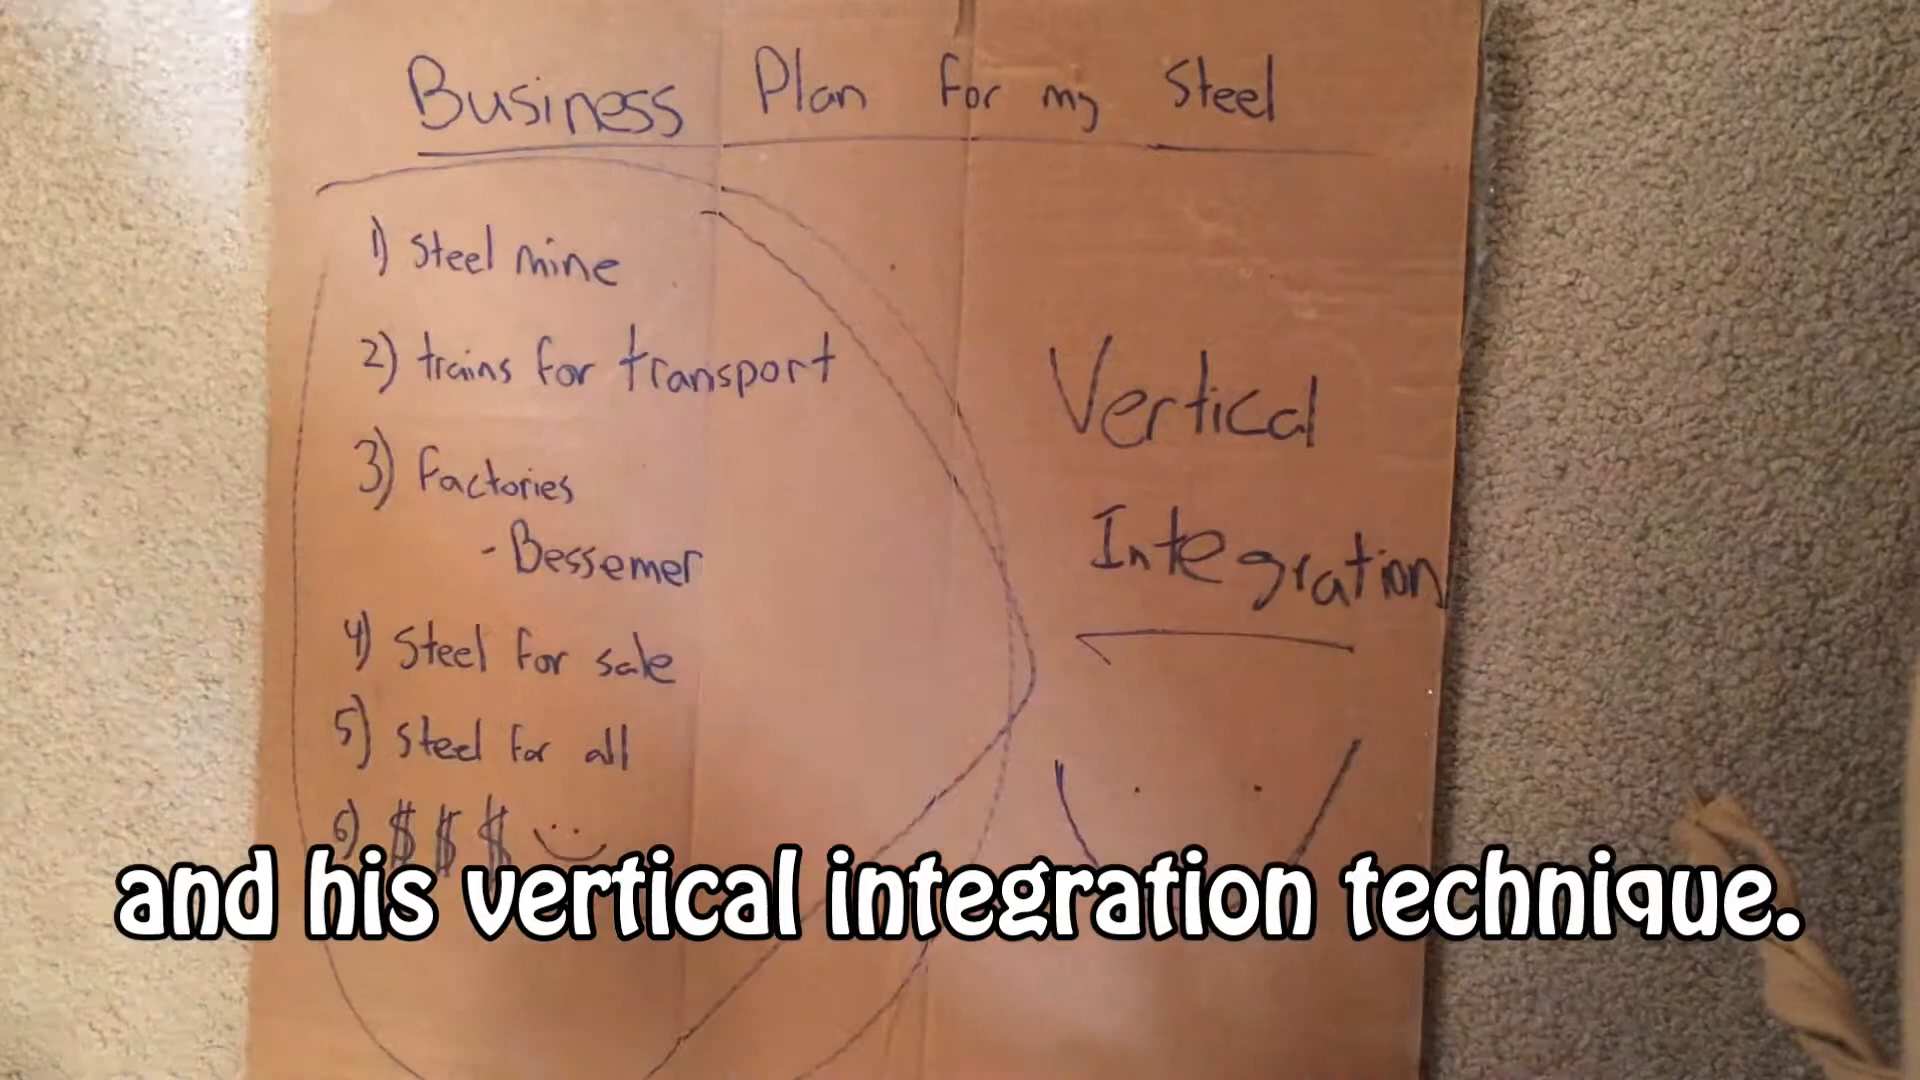 Business Plan for my Steel
1) Steel mine
2) trains for transport
3) Factories
- Bessemer
4) Steel for sale
5) Steel for all
6) $ $ $
Vertical
Integration
and his vertical integration technique.